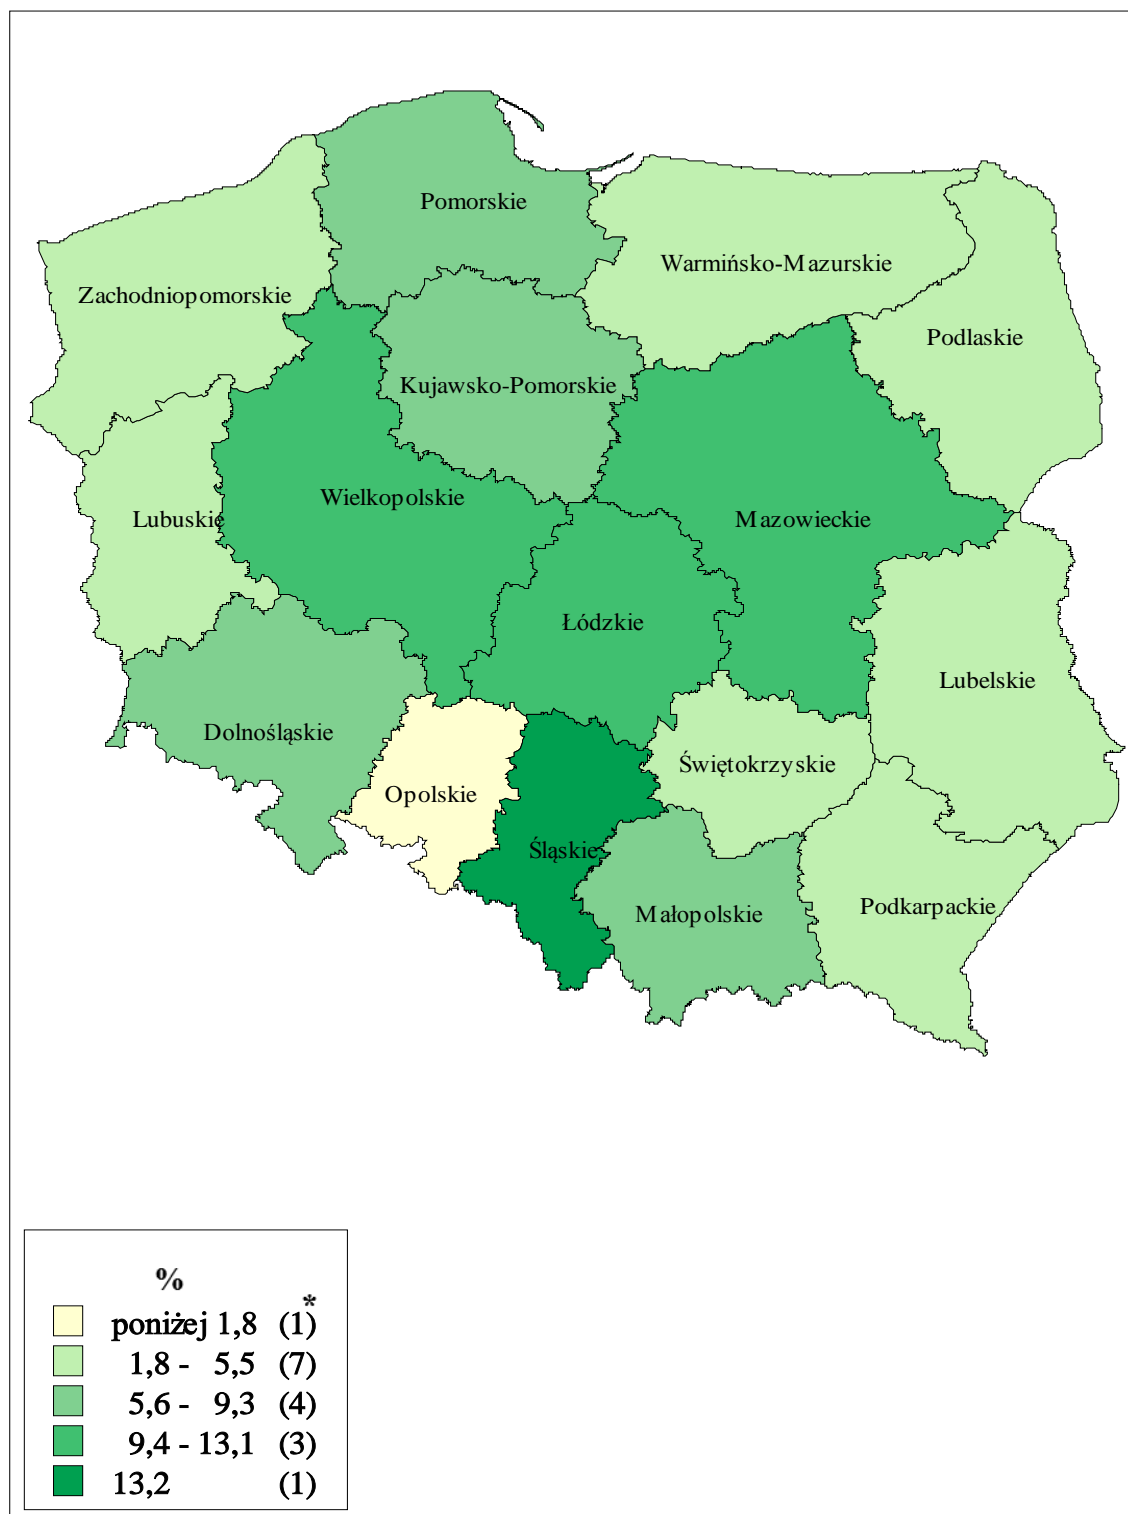 Pomorskie
Warmińsko-Mazurskie
Zachodniopomorskie
Podlaskie
Kujawsko-Pomorskie
Wielkopolskie
Lubuskie
Mazowieckie
Łódzkie
Lubelskie
Dolnośląskie
Świętokrzyskie
Opolskie
Śląskie
Podkarpackie
Małopolskie
%
*
poniżej 1,8 (1)
1,8 - 5,5 (7)
5,6 - 9,3 (4)
9,4 - 13,1 (3)
13,2 (1)